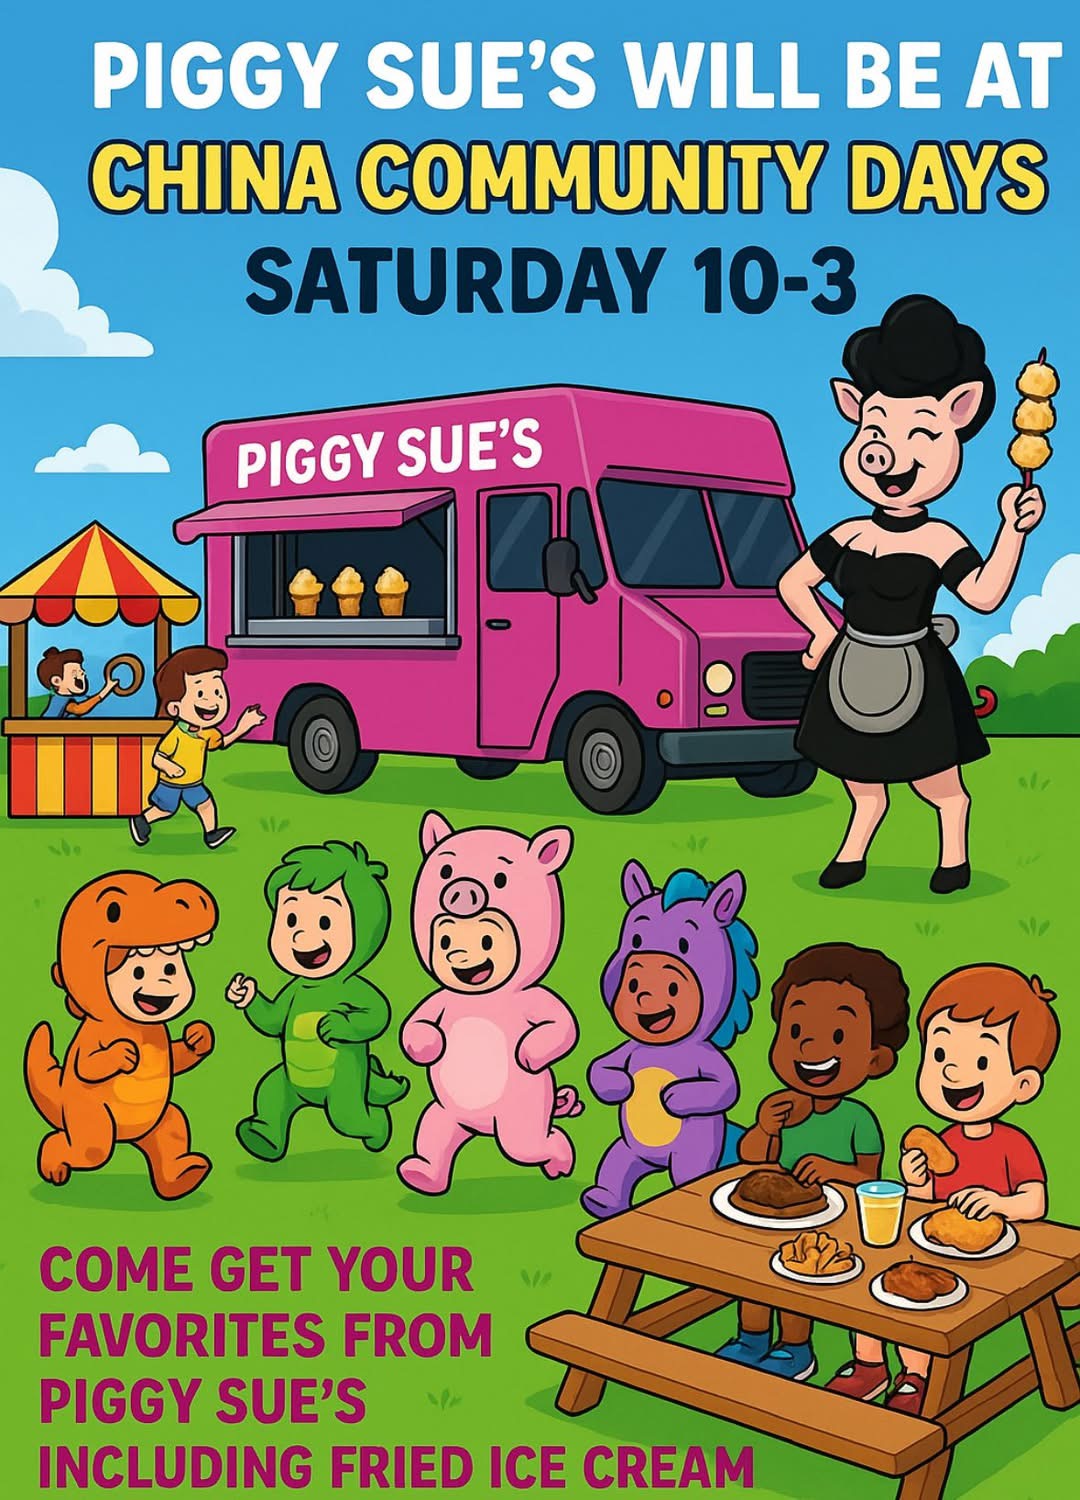 PIGGY SUE'S WILL BE AT
CHINA COMMUNITY DAYS
SATURDAY 10-3
PIGGY SUE'S
COME GET YOUR
FAVORITES FROM
PIGGY SUE'S
INCLUDING FRIED ICE CREAM